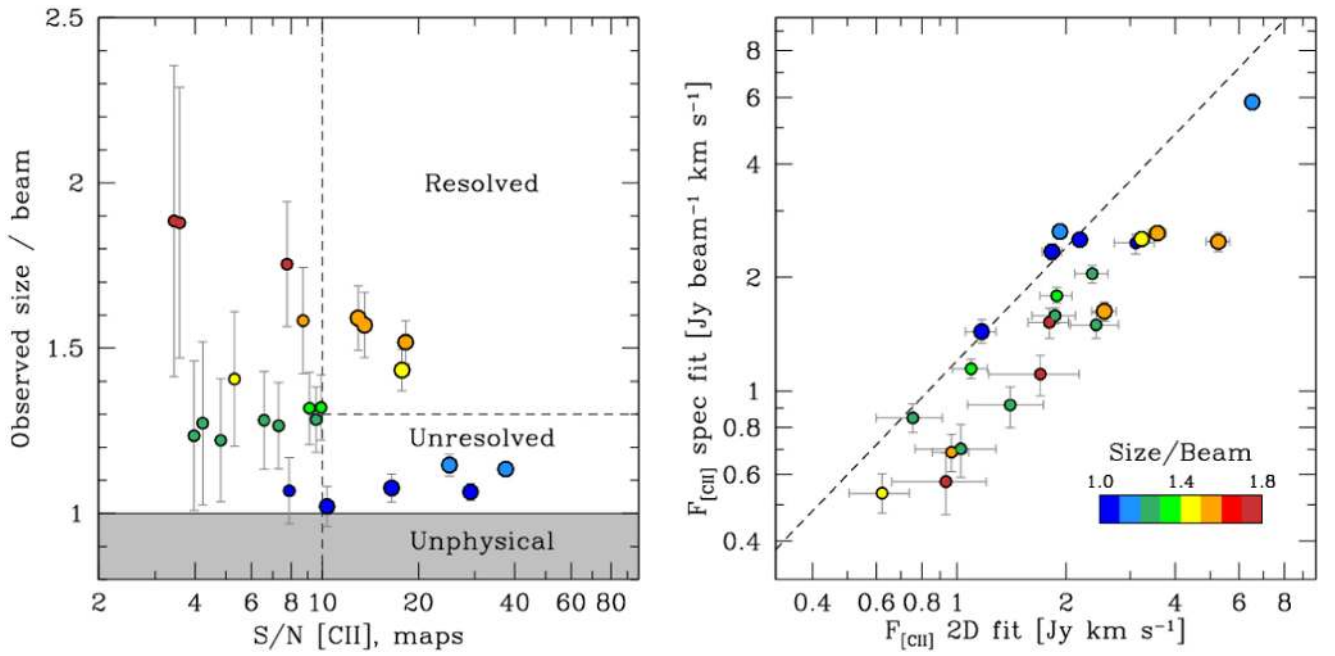 2.5
2
1.5
1
Observed size / beam
Resolved
Unresolved
Unphysical
2 4 6 8 10 20 40 60 80
S/N [CII], maps
8
6
4
2
1
0.8
0.6
0.4
F[CII] spec fit [Jy beam⁻¹ km s⁻¹]
Size/Beam
1.0 1.4 1.8
0.4 0.6 0.8 1 2 4 6 8
F[CII] 2D fit [Jy km s⁻¹]